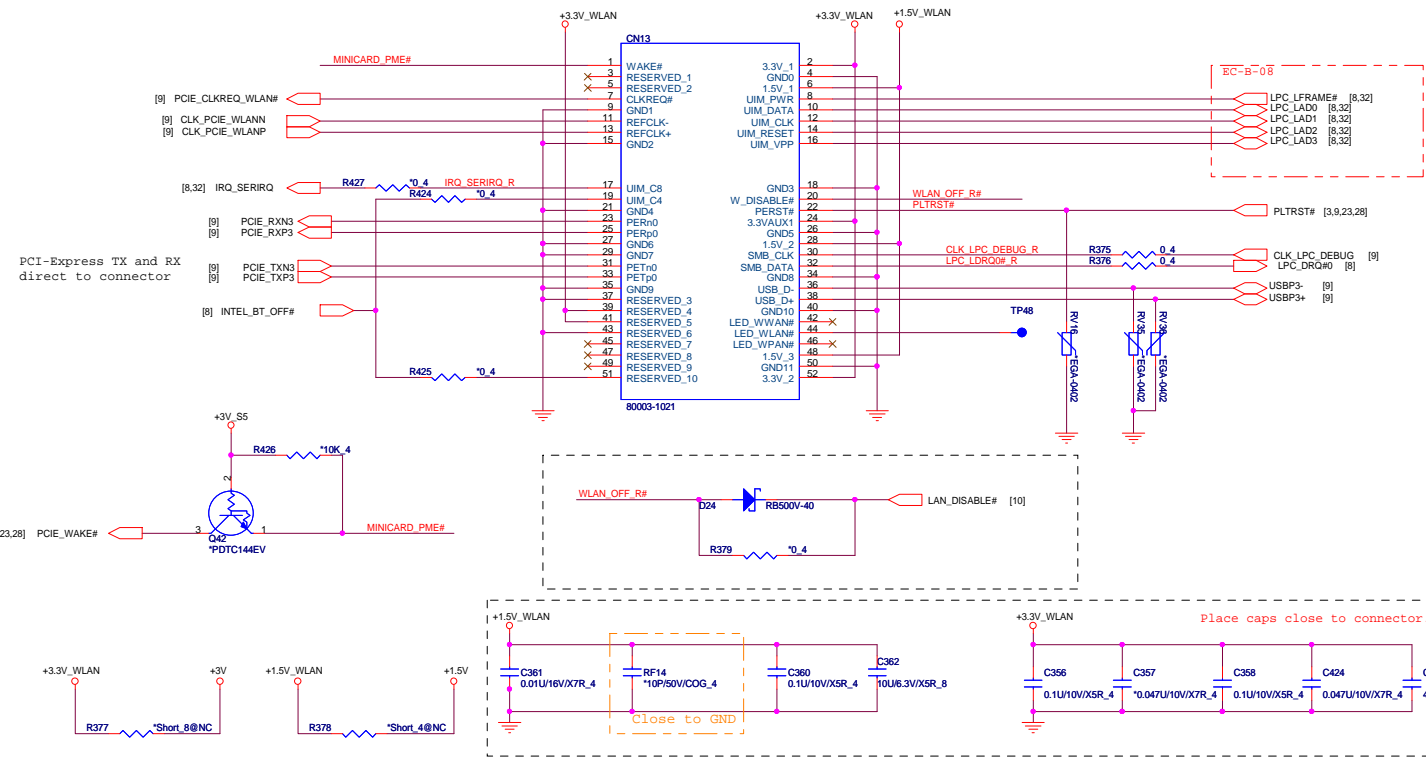 +3.3V_WLAN
+3.3V_WLAN
+1.5V_WLAN
CN13
MINICARD_PME#
1 WAKE#
3 RESERVED_1
5 RESERVED_2
7 CLKREQ#
9 GND1
11 REFCLK-
13 REFCLK+
15 GND2
17 UIM_C8
19 UIM_C4
21 GND4
23 PERn0
25 PERp0
27 GND6
29 GND7
31 PETn0
33 PETp0
35 GND9
37 RESERVED_3
39 RESERVED_4
41 RESERVED_5
43 RESERVED_6
45 RESERVED_7
47 RESERVED_8
49 RESERVED_9
51 RESERVED_10
3.3V_1 2
GND0 4
1.5V_1 6
UIM_PWR 8
UIM_DATA 10
UIM_CLK 12
UIM_RESET 14
UIM_VPP 16
GND3 18
W_DISABLE# 20
PERST# 22
3.3VAUX1 24
GND5 26
1.5V_2 28
SMB_CLK 30
SMB_DATA 32
GND8 34
USB_D- 36
USB_D+ 38
GND10 40
LED_WWAN# 42
LED_WLAN# 44
LED_WPAN# 46
1.5V_3 48
GND11 50
3.3V_2 52
80003-1021
[9] PCIE_CLKREQ_WLAN#
[9] CLK_PCIE_WLANN
[9] CLK_PCIE_WLANP
[8,32] IRQ_SERIRQ
R427 *0_4 IRQ_SERIRQ_R
R424 *0_4
[9] PCIE_RXN3
[9] PCIE_RXP3
PCI-Express TX and RX
direct to connector
[9] PCIE_TXN3
[9] PCIE_TXP3
[8] INTEL_BT_OFF#
R425 *0_4
EC-B-08
LPC_LFRAME# [8,32]
LPC_LAD0 [8,32]
LPC_LAD1 [8,32]
LPC_LAD2 [8,32]
LPC_LAD3 [8,32]
WLAN_OFF_R#
PLTRST#
PLTRST# [3,9,23,28]
CLK_LPC_DEBUG_R R375 0_4 CLK_LPC_DEBUG [9]
LPC_LDRQ0#_R R376 0_4 LPC_DRQ#0 [8]
USBP3- [9]
USBP3+ [9]
TP48
RV16
*EGA-0402
RV35
*EGA-0402
*EGA-0402
+3V_S5
R426 *10K_4
2
3
1
23,28] PCIE_WAKE#
MINICARD_PME#
Q42
*PDTC144EV
WLAN_OFF_R#
D24
RB500V-40
LAN_DISABLE# [10]
R379 *0_4
+3.3V_WLAN
+3V
R377 *Short_8@NC
+1.5V_WLAN
+1.5V
R378 *Short_4@NC
+1.5V_WLAN
C361
0.01U/16V/X7R_4
RF14
*10P/50V/COG_4
Close to GND
C360
0.1U/10V/X5R_4
C362
10U/6.3V/X5R_8
+3.3V_WLAN
Place caps close to connector
C356
0.1U/10V/X5R_4
C357
*0.047U/10V/X7R_4
C358
0.1U/10V/X5R_4
C424
0.047U/10V/X7R_4